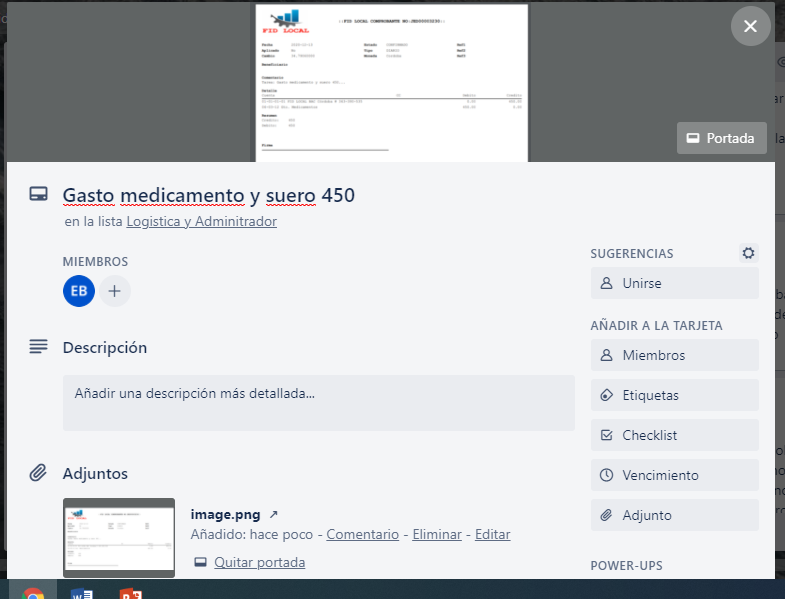 FID LOCAL
Portada
Gasto medicamento y suero 450
en la lista Logistica y Adminitrador
MIEMBROS
EB
Descripción
Añadir una descripción más detallada...
Adjuntos
image.png
Añadido: hace poco - Comentario - Eliminar - Editar
Quitar portada
SUGERENCIAS
Unirse
AÑADIR A LA TARJETA
Miembros
Etiquetas
Checklist
Vencimiento
Adjunto
POWER-UPS